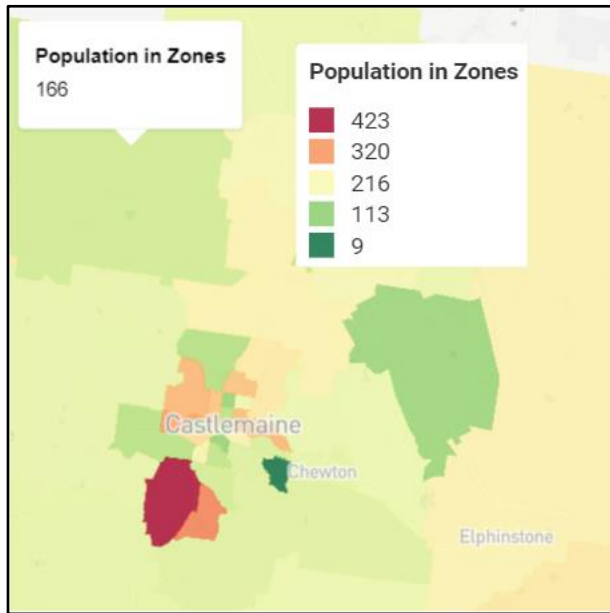 Population in Zones
166
Population in Zones
423
320
216
113
9
Castlemaine
Chewton
Elphinstone